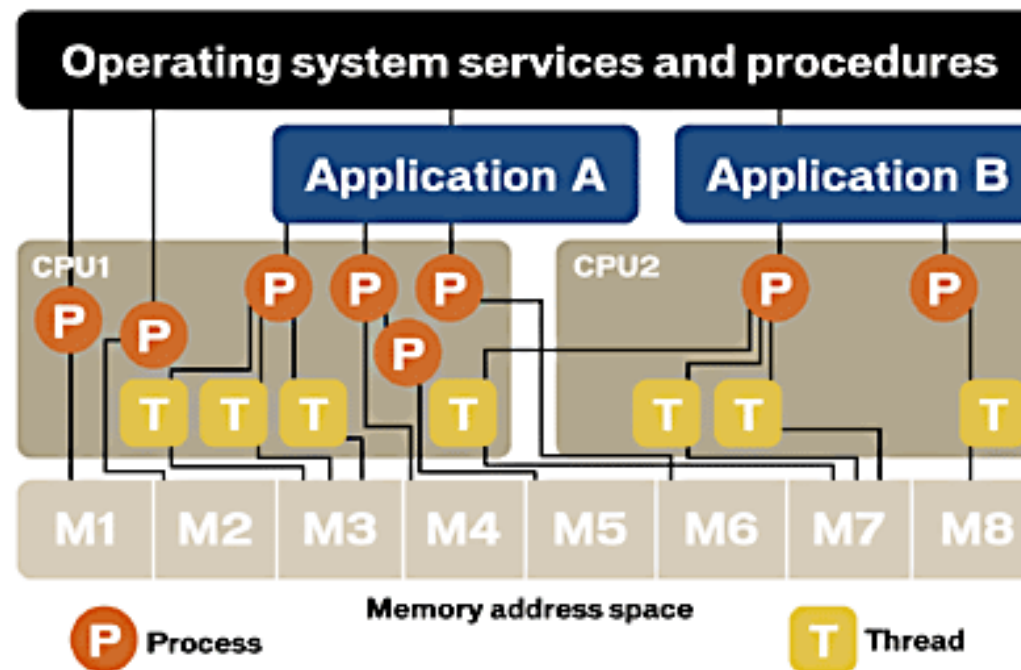 Operating system services and procedures
Application A
Application B
CPU1
CPU2
P
P
P
P
P
P
P
P
T
T
T
T
T
T
T
M1
M2
M3
M4
M5
M6
M7
M8
Memory address space
P Process
T Thread